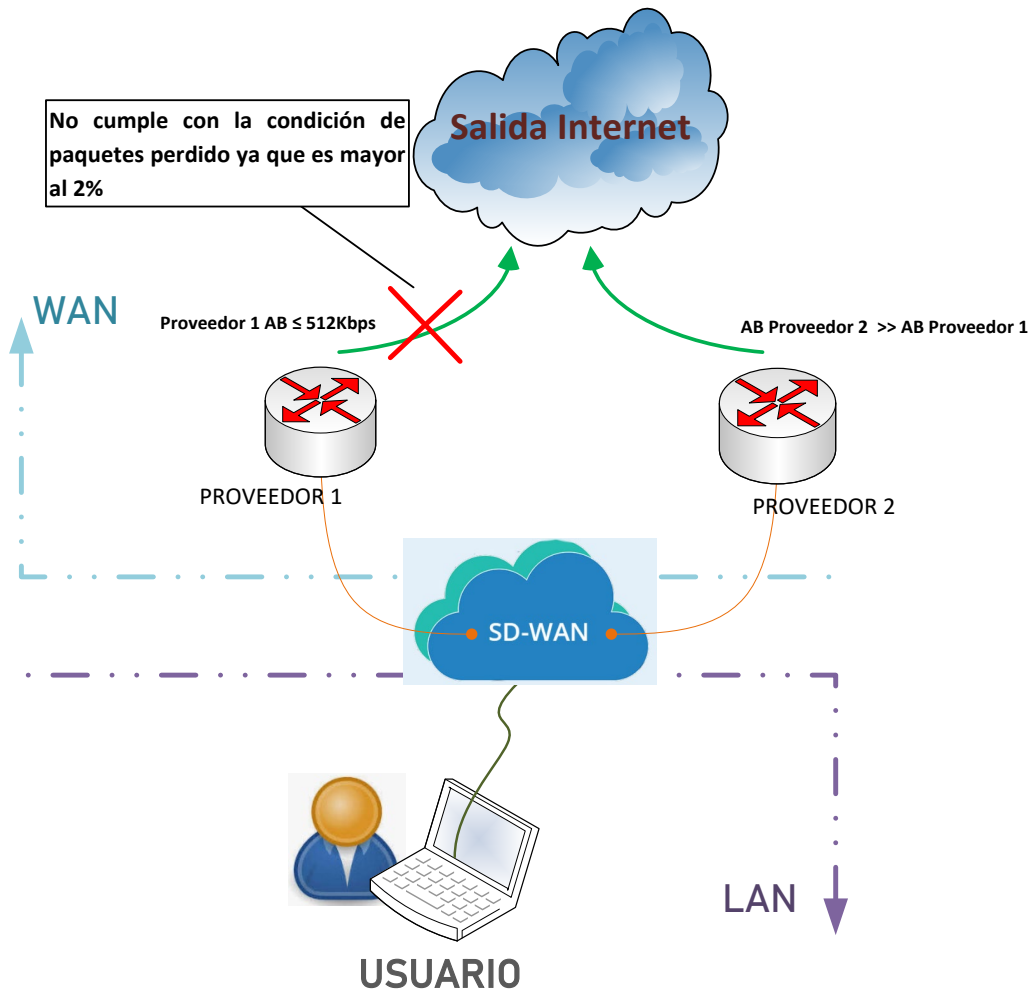 Salida Internet
No cumple con la condición de
paquetes perdido ya que es mayor
al 2%
WAN
Proveedor 1 AB ≤ 512Kbps
AB Proveedor 2 >> AB Proveedor 1
PROVEEDOR 1
PROVEEDOR 2
SD-WAN
LAN
USUARIO